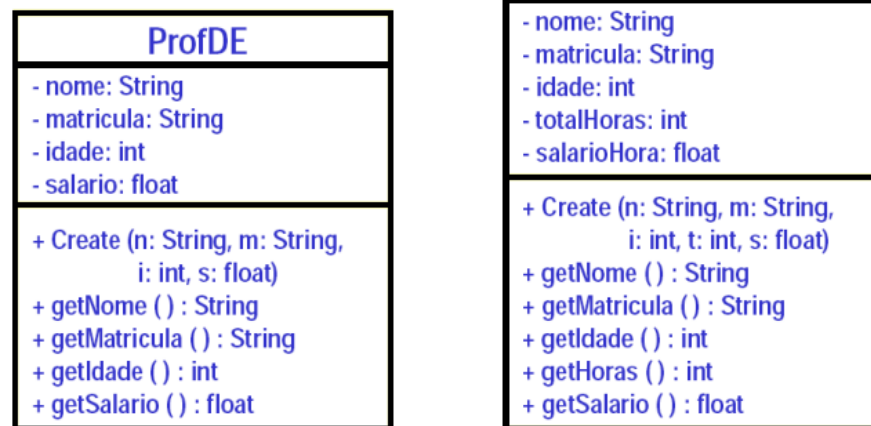 ProfDE
- nome: String
- matricula: String
- idade: int
- salario: float
+ Create (n: String, m: String,
i: int, s: float)
+ getNome ( ) : String
+ getMatricula ( ) : String
+ getIdade ( ) : int
+ getSalario ( ) : float
- nome: String
- matricula: String
- idade: int
- totalHoras: int
- salarioHora: float
+ Create (n: String, m: String,
i: int, t: int, s: float)
+ getNome ( ) : String
+ getMatricula ( ) : String
+ getIdade ( ) : int
+ getHoras ( ) : int
+ getSalario ( ) : float